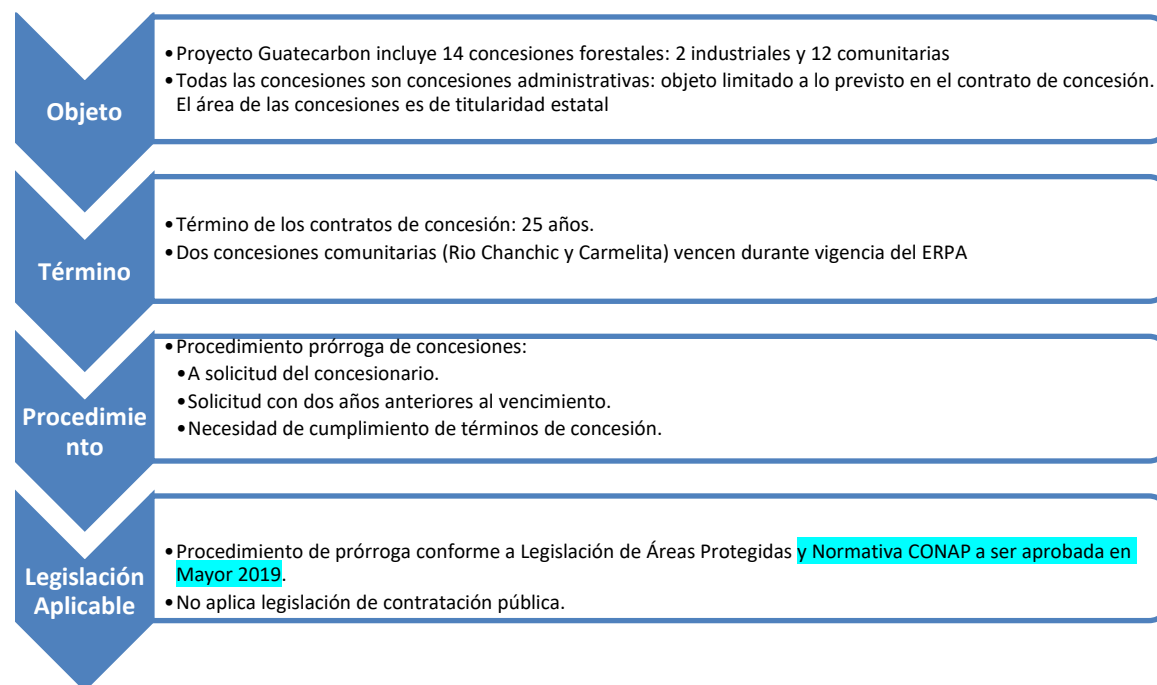 Objeto
•Proyecto Guatecarbon incluye 14 concesiones forestales: 2 industriales y 12 comunitarias
•Todas las concesiones son concesiones administrativas: objeto limitado a lo previsto en el contrato de concesión.
El área de las concesiones es de titularidad estatal
Término
•Término de los contratos de concesión: 25 años.
•Dos concesiones comunitarias (Rio Chanchic y Carmelita) vencen durante vigencia del ERPA
Procedimie
nto
•Procedimiento prórroga de concesiones:
•A solicitud del concesionario.
•Solicitud con dos años anteriores al vencimiento.
•Necesidad de cumplimiento de términos de concesión.
Legislación
Aplicable
•Procedimiento de prórroga conforme a Legislación de Áreas Protegidas y Normativa CONAP a ser aprobada en
Mayor 2019.
•No aplica legislación de contratación pública.